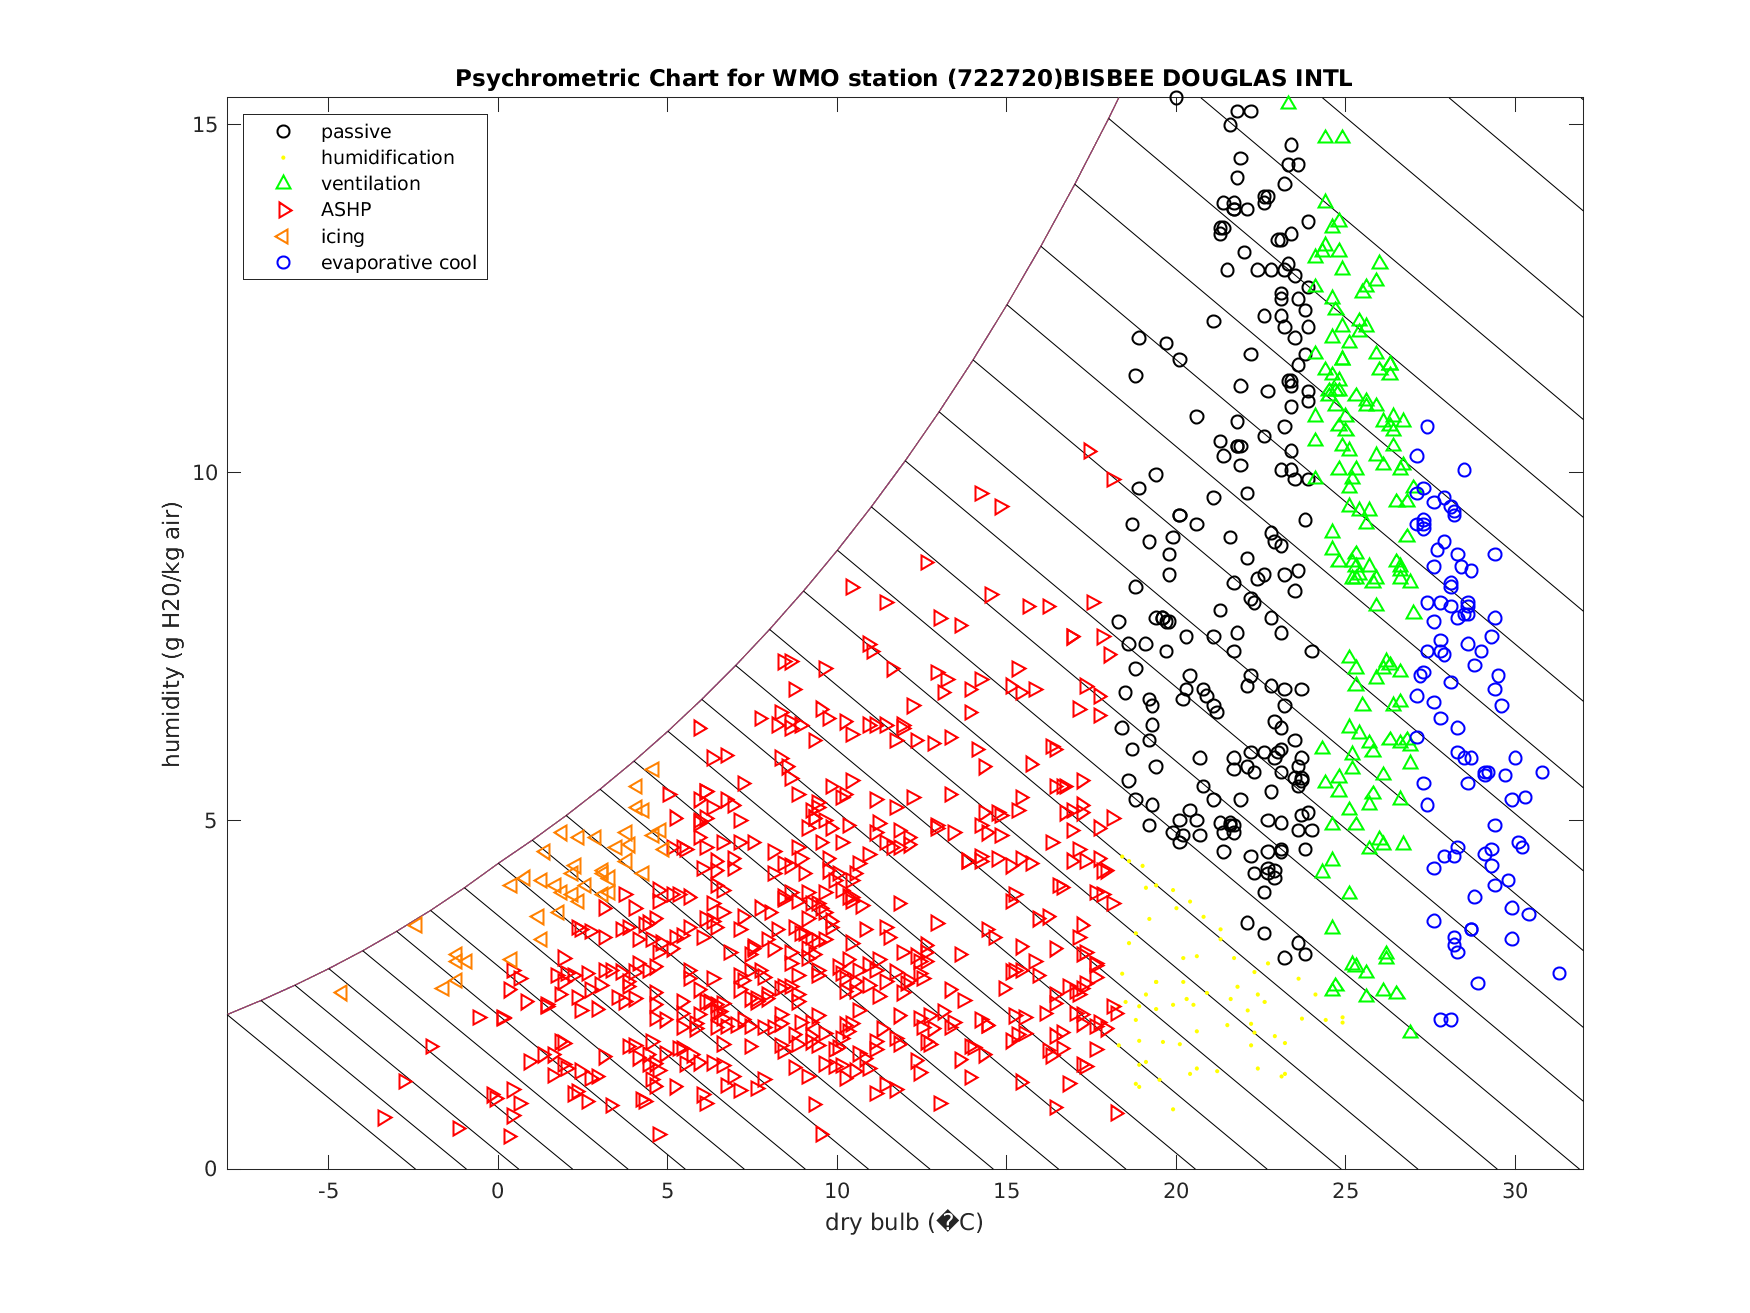 Psychrometric Chart for WMO station (722720)BISBEE DOUGLAS INTL
passive
humidification
ventilation
ASHP
icing
evaporative cool
humidity (g H20/kg air)
15
10
5
0
-5 0 5 10 15 20 25 30
dry bulb (�C)